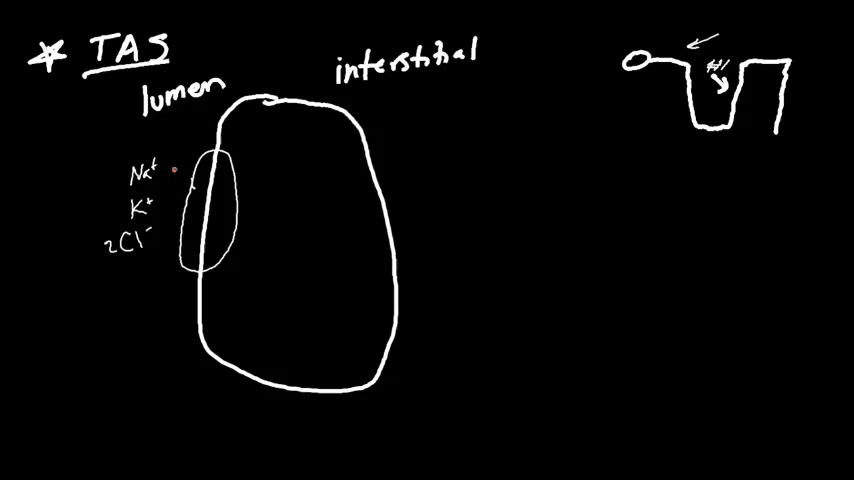 TAS
lumen
interstitial
Na+
K+
2Cl-